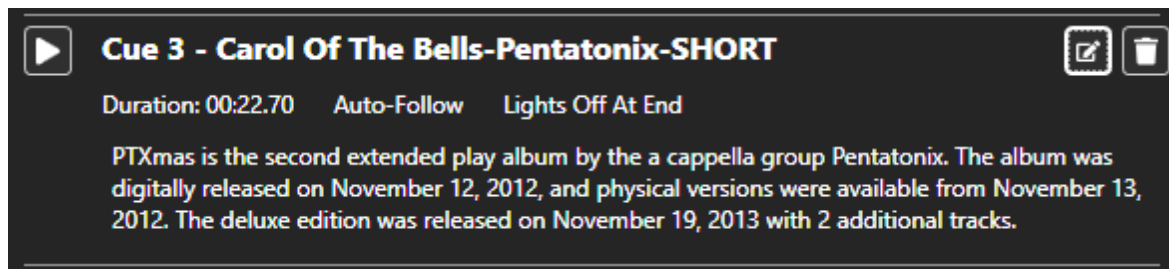 Cue 3 - Carol Of The Bells-Pentatonix-SHORT
Duration: 00:22.70 Auto-Follow Lights Off At End
PTXmas is the second extended play album by the a cappella group Pentatonix. The album was
digitally released on November 12, 2012, and physical versions were available from November 13,
2012. The deluxe edition was released on November 19, 2013 with 2 additional tracks.